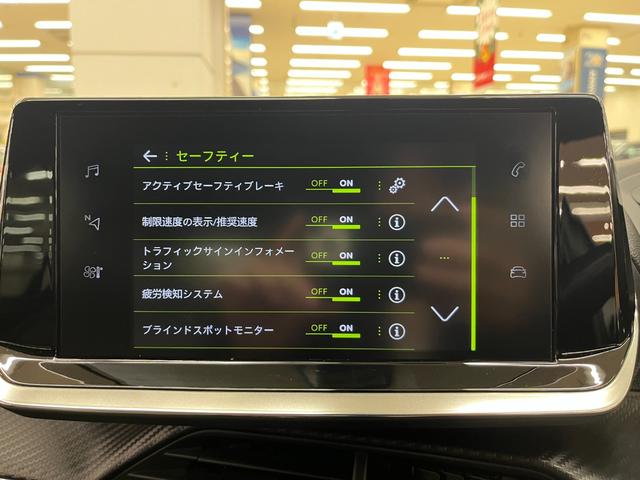 セーフティー
アクティブセーフティブレーキ OFF ON
制限速度の表示/推奨速度 OFF ON
トラフィックサインインフォメー
ション OFF ON
疲労検知システム OFF ON
ブラインドスポットモニター OFF ON
N